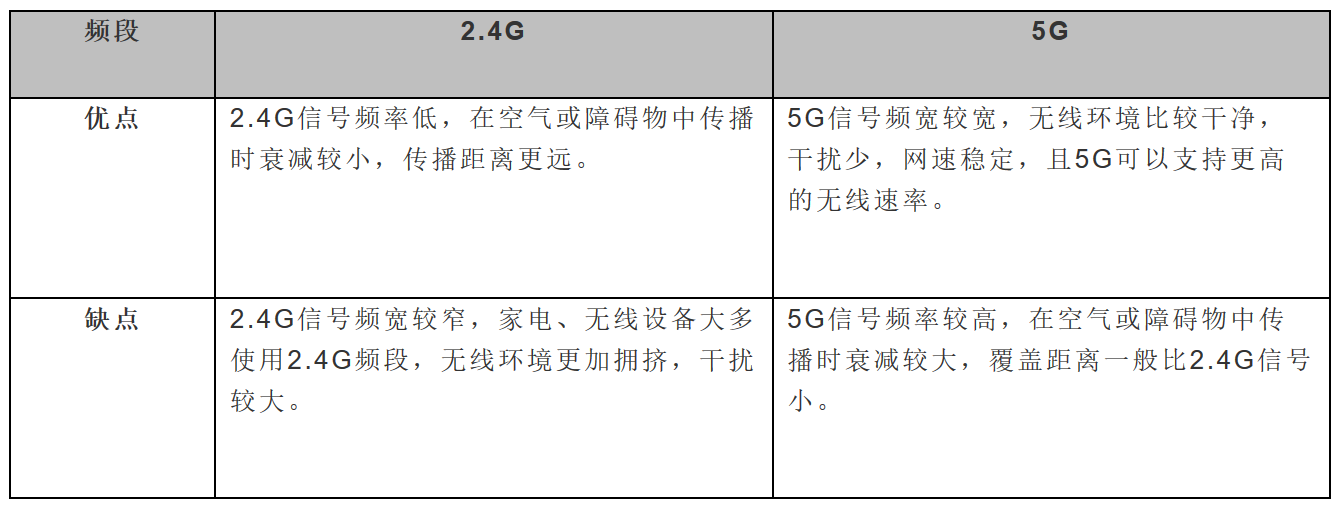 频段
2.4G
5G
优点
2.4G信号频率低，在空气或障碍物中传播
时衰减较小，传播距离更远。
5G信号频宽较宽，无线环境比较干净，
干扰少，网速稳定，且5G可以支持更高
的无线速率。
缺点
2.4G信号频宽较窄，家电、无线设备大多
使用2.4G频段，无线环境更加拥挤，干扰
较大。
5G信号频率较高，在空气或障碍物中传
播时衰减较大，覆盖距离一般比2.4G信号
小。